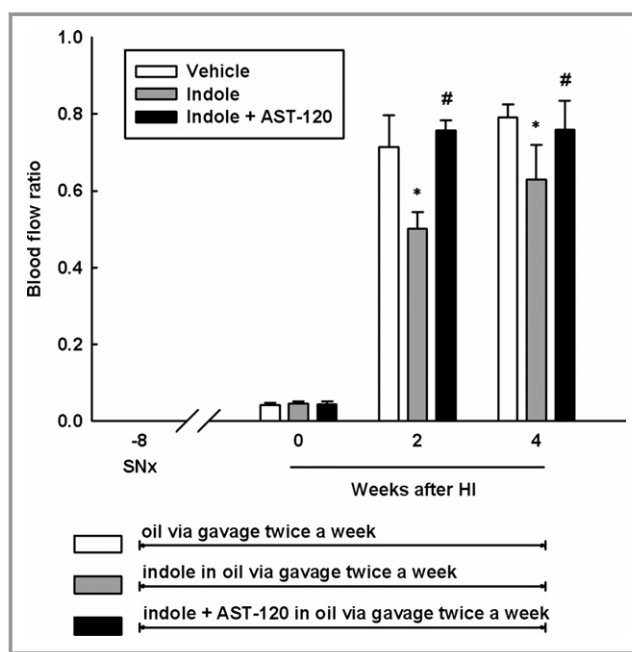 1.0
0.8
0.6
0.4
0.2
0.0
Blood flow ratio
Vehicle
Indole
Indole + AST-120
*
#
*
#
-8
0
2
4
SNx
Weeks after HI
oil via gavage twice a week
indole in oil via gavage twice a week
indole + AST-120 in oil via gavage twice a week